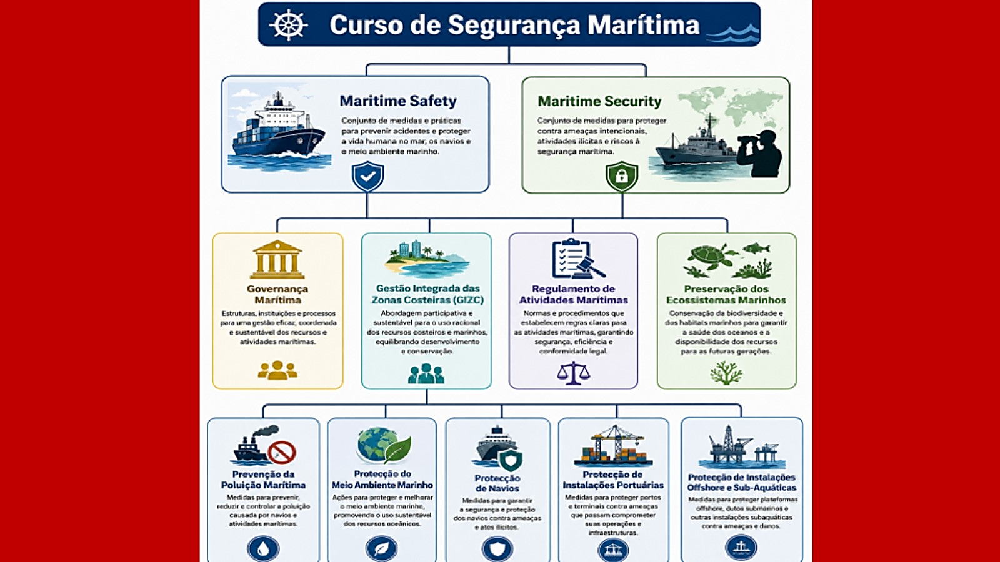 Curso de Segurança Marítima
Maritime Safety
Conjunto de medidas e práticas
para prevenir acidentes e proteger
a vida humana no mar, os navios e
o meio ambiente marinho.
Maritime Security
Conjunto de medidas para proteger
contra ameaças intencionais,
atividades ilícitas e riscos à
segurança marítima.
Governança
Marítima
Estruturas, instituições e processos
para uma gestão eficaz, coordenada
e sustentável dos recursos e
atividades marítimas.
Gestão Integrada das
Zonas Costeiras (GIZC)
Abordagem participativa e
sustentável para o uso racional
dos recursos costeiros e marinhos,
equilibrando desenvolvimento
e conservação.
Regulamento de
Atividades Marítimas
Normas e procedimentos que
estabelecem regras claras para
as atividades marítimas, garantindo
segurança, eficiência e
conformidade legal.
Preservação dos
Ecossistemas Marinhos
Conservação da biodiversidade e
dos habitats marinhos para garantir
a saúde dos oceanos e a
disponibilidade dos recursos
para as futuras gerações.
Prevenção da
Poluição Marítima
Medidas para prevenir,
reduzir e controlar a poluição
causada por navios e
atividades marítimas.
Protecção do
Meio Ambiente Marinho
Ações para proteger e melhorar
o meio ambiente marinho,
promovendo o uso sustentável
dos recursos oceânicos.
Protecção
de Navios
Medidas para garantir
a segurança e proteção
dos navios contra ameaças
e atos ilícitos.
Protecção de
Instalações Portuárias
Medidas para proteger portos
e terminais contra ameaças
que possam comprometer
suas operações e
infraestruturas.
Protecção de Instalações
Offshore e Sub-Aquáticas
Medidas para proteger plateformas
offshore, dutos submarinos e
outras instalações subaquáticas
contra ameaças e danos.